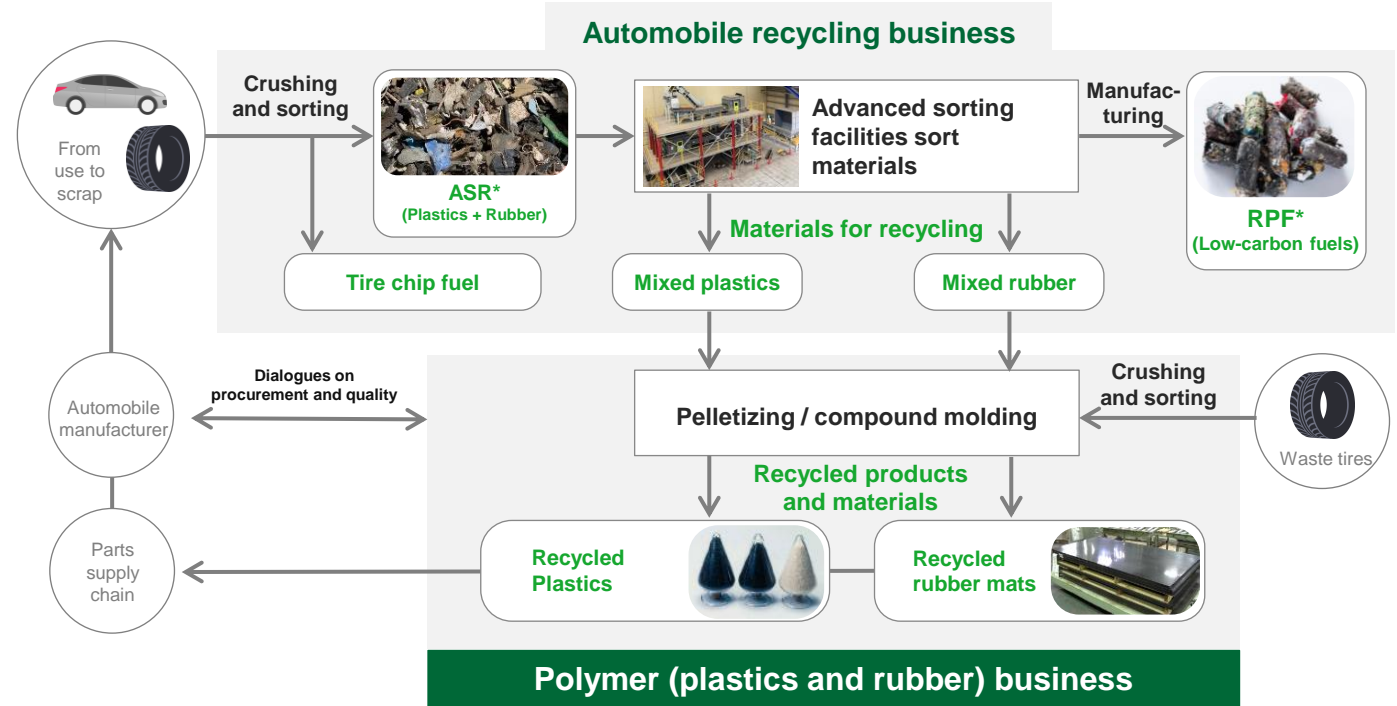 Automobile recycling business
From
use to
scrap
Crushing
and sorting
ASR*
(Plastics + Rubber)
Advanced sorting
facilities sort
materials
Manufac-
turing
RPF*
(Low-carbon fuels)
Materials for recycling
Tire chip fuel
Mixed plastics
Mixed rubber
Automobile
manufacturer
Dialogues on
procurement and quality
Pelletizing / compound molding
Crushing
and sorting
Waste tires
Recycled products
and materials
Parts
supply
chain
Recycled
Plastics
Recycled
rubber mats
Polymer (plastics and rubber) business